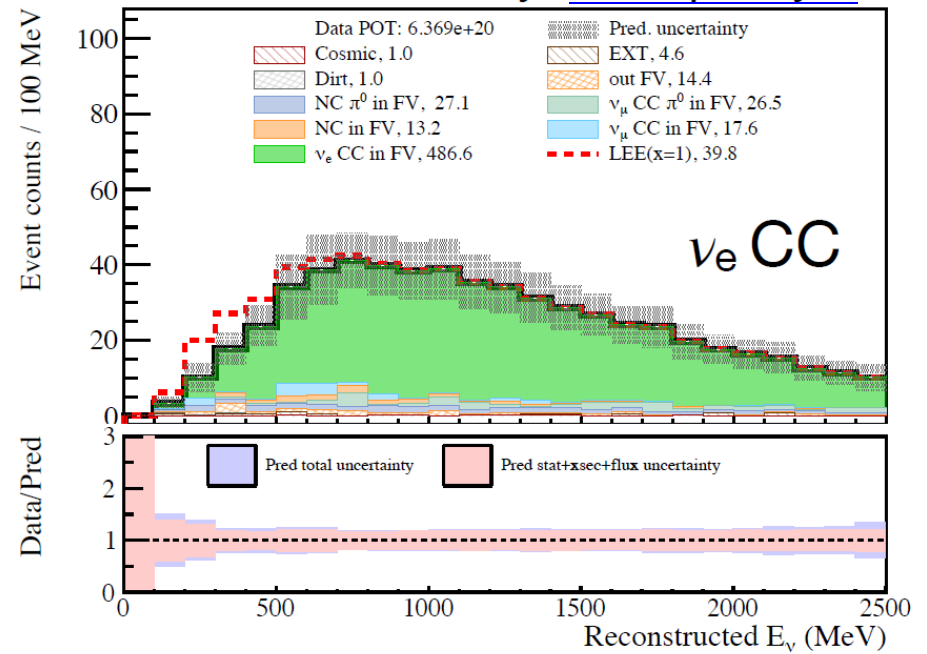 Event counts / 100 MeV
100
80
60
40
20
0
Data POT: 6.369e+20
Pred. uncertainty
Cosmic, 1.0
EXT, 4.6
Dirt, 1.0
out FV, 14.4
NC π⁰ in FV, 27.1
νμ CC π⁰ in FV, 26.5
NC in FV, 13.2
νμ CC in FV, 17.6
νe CC in FV, 486.6
LEE(x=1), 39.8
νe CC
Data/Pred
3
2
1
0
Pred total uncertainty
Pred stat+xsec+flux uncertainty
0 500 1000 1500 2000 2500
Reconstructed Eν (MeV)